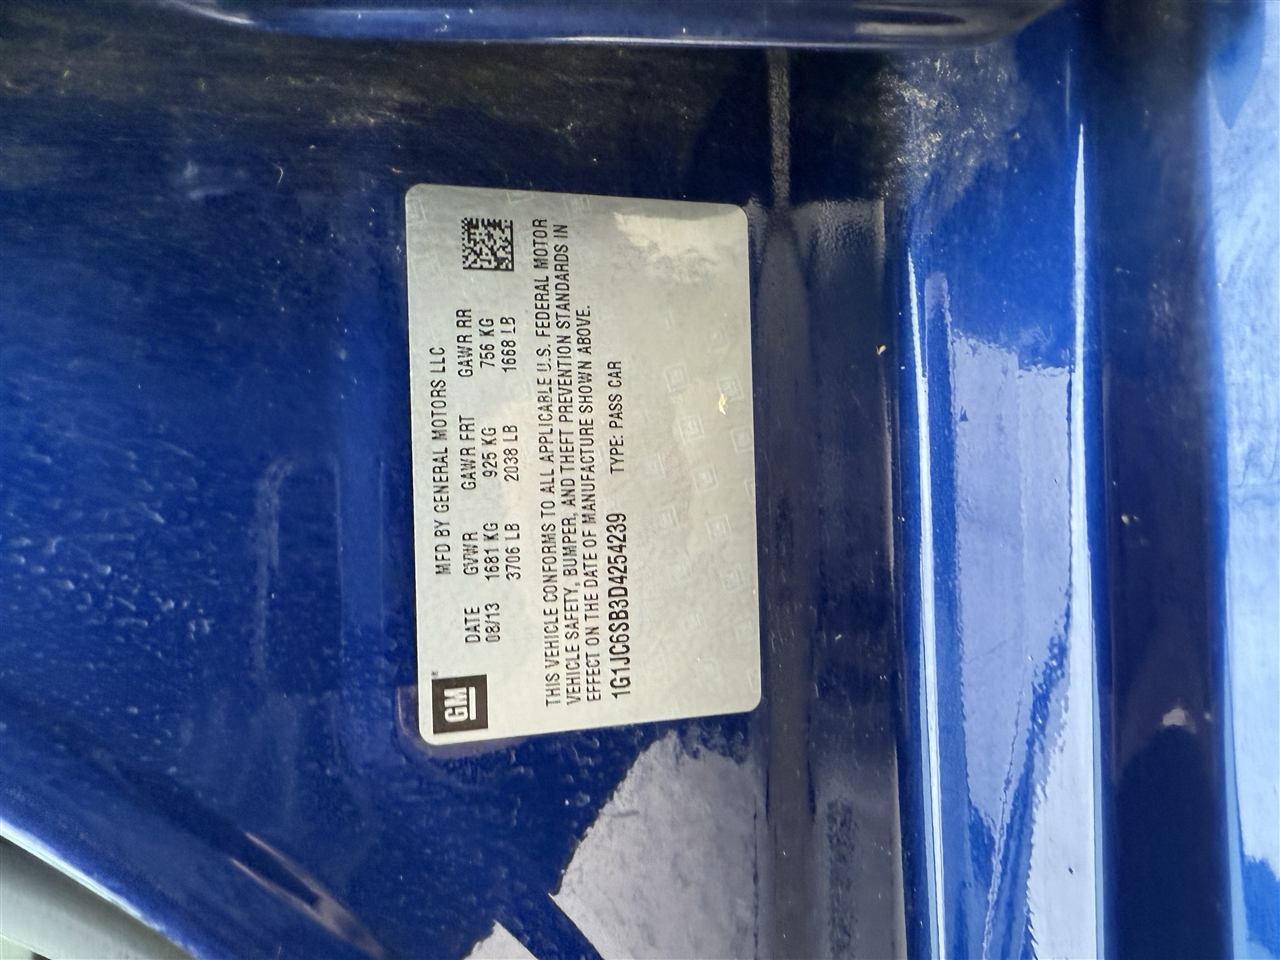 MFD BY GENERAL MOTORS LLC
DATE GVWR GAWR FRT GAWR RR
08/13 1681 KG 925 KG 756 KG
3706 LB 2038 LB 1668 LB
GM
THIS VEHICLE CONFORMS TO ALL APPLICABLE U.S. FEDERAL MOTOR
VEHICLE SAFETY, BUMPER, AND THEFT PREVENTION STANDARDS IN
EFFECT ON THE DATE OF MANUFACTURE SHOWN ABOVE.
1G1JC6SB3D4254239 TYPE: PASS CAR